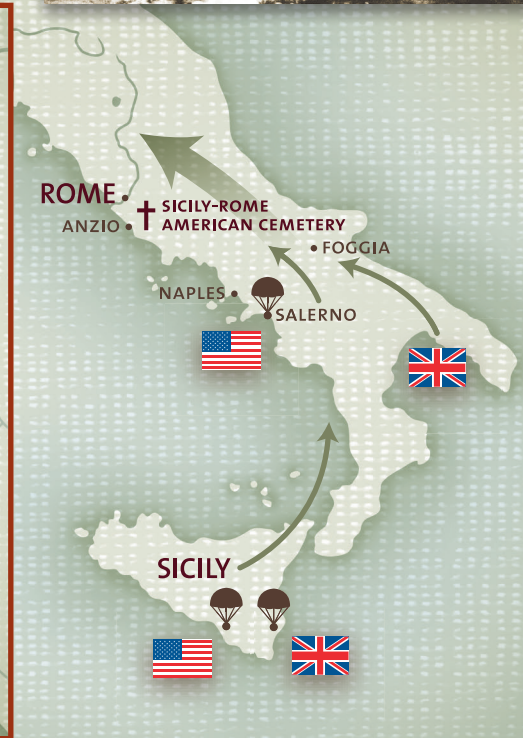 ROME
SICILY-ROME
AMERICAN CEMETERY
ANZIO
FOGGIA
NAPLES
SALERNO
SICILY